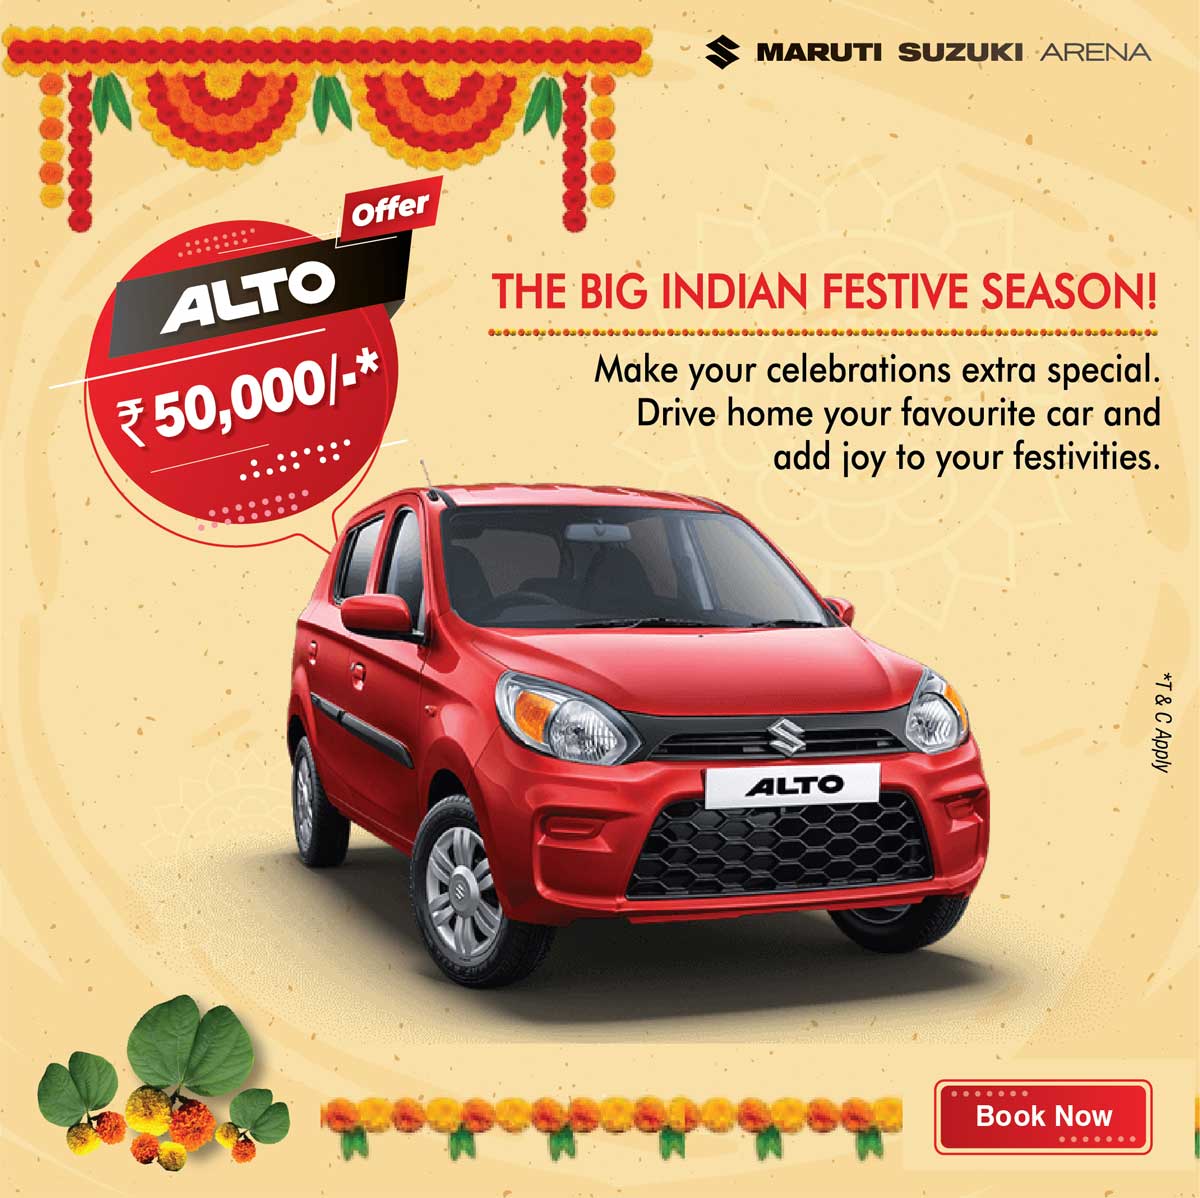 MARUTI SUZUKI ARENA
Offer
ALTO
₹ 50,000/-*
THE BIG INDIAN FESTIVE SEASON!
Make your celebrations extra special.
Drive home your favourite car and
add joy to your festivities.
*T & C Apply
ALTO
Book Now